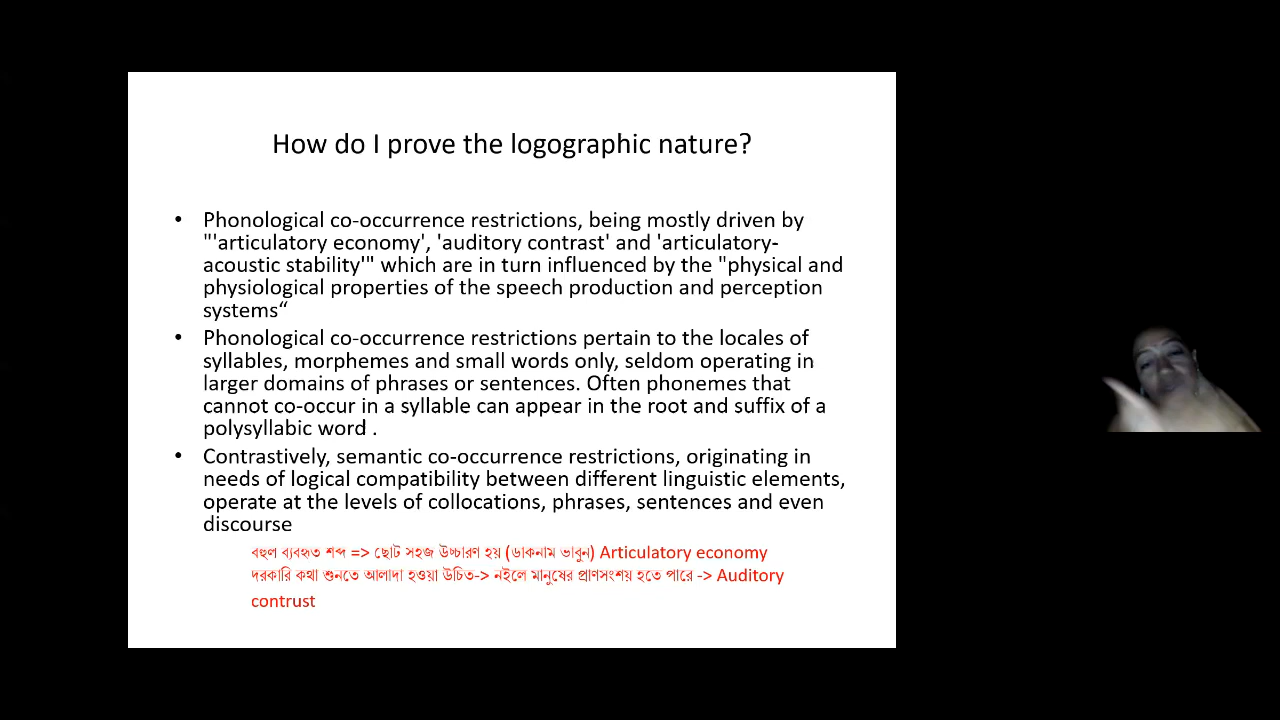 How do I prove the logographic nature?
• Phonological co-occurrence restrictions, being mostly driven by
"'articulatory economy', 'auditory contrast' and 'articulatory-
acoustic stability'" which are in turn influenced by the "physical and
physiological properties of the speech production and perception
systems“
• Phonological co-occurrence restrictions pertain to the locales of
syllables, morphemes and small words only, seldom operating in
larger domains of phrases or sentences. Often phonemes that
cannot co-occur in a syllable can appear in the root and suffix of a
polysyllabic word .
• Contrastively, semantic co-occurrence restrictions, originating in
needs of logical compatibility between different linguistic elements,
operate at the levels of collocations, phrases, sentences and even
discourse
বহুল ব্যবহৃত শব্দ => ছোট সহজ উচ্চারণ হয় (ডাকনাম ভাবুন) Articulatory economy
দরকারি কথা শুনতে আলাদা হওয়া উচিত-> নইলে মানুষের প্রাণসংশয় হতে পারে -> Auditory
contrust